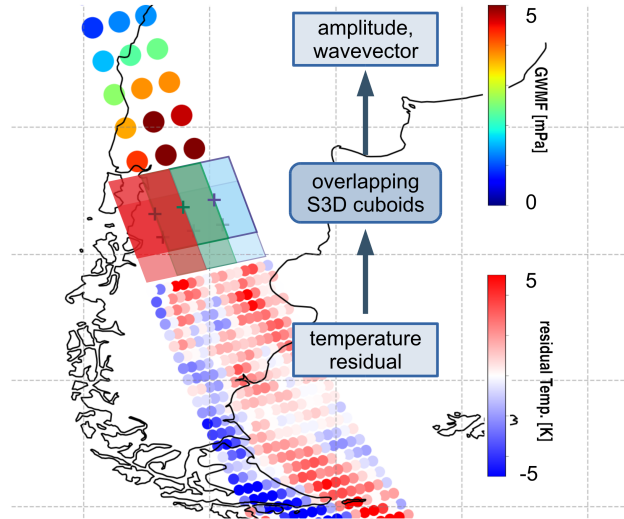 amplitude,
wavevector
overlapping
S3D cuboids
temperature
residual
5
GWMF [mPa]
0
5
residual Temp. [K]
-5